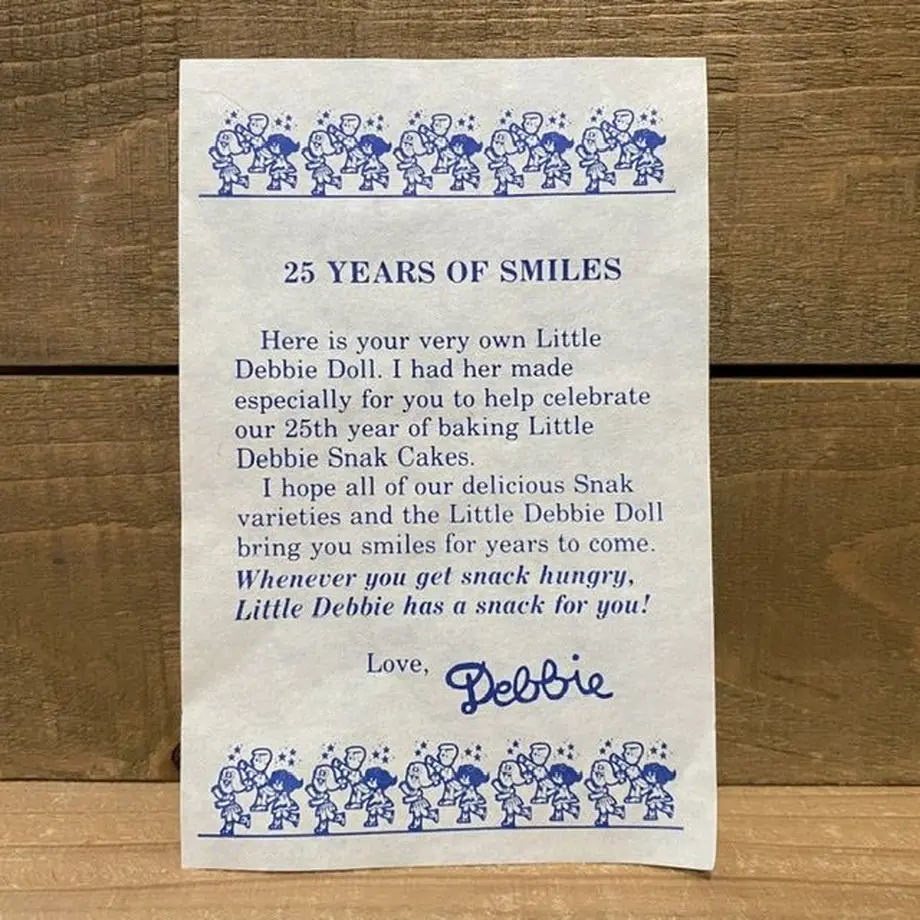 25 YEARS OF SMILES
Here is your very own Little
Debbie Doll. I had her made
especially for you to help celebrate
our 25th year of baking Little
Debbie Snak Cakes.
I hope all of our delicious Snak
varieties and the Little Debbie Doll
bring you smiles for years to come.
Whenever you get snack hungry,
Little Debbie has a snack for you!
Love, Debbie